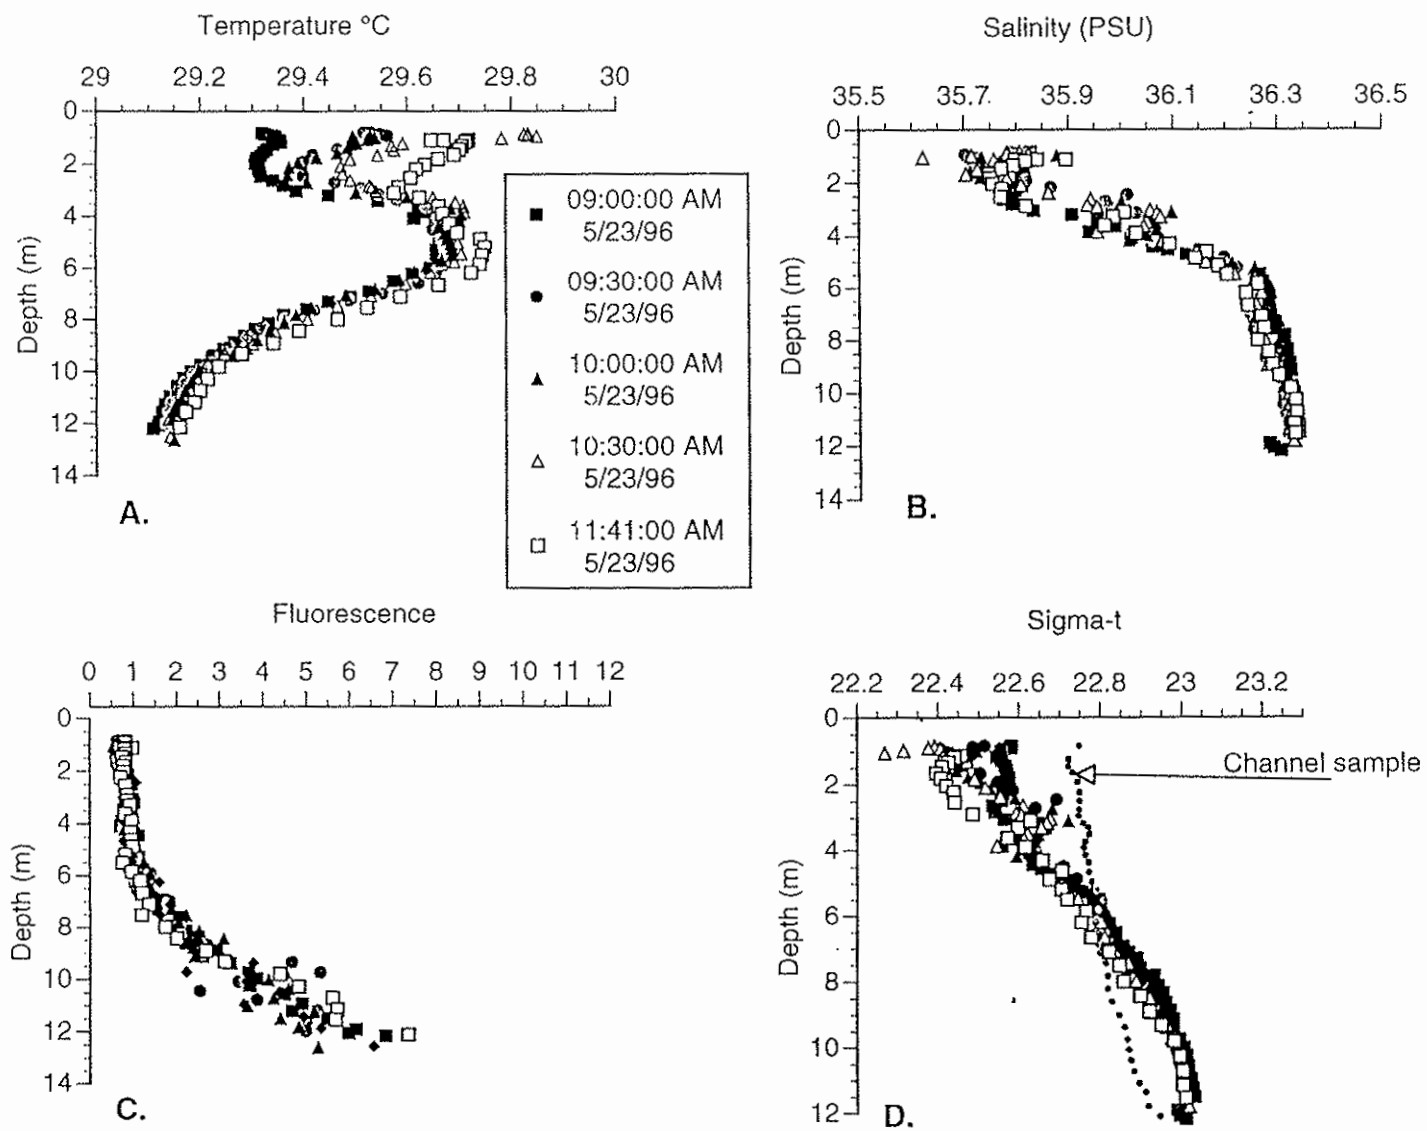 Temperature °C
29 29.2 29.4 29.6 29.8 30
0
2
4
6
8
10
12
14
Depth (m)
A.
09:00:00 AM
5/23/96
09:30:00 AM
5/23/96
10:00:00 AM
5/23/96
10:30:00 AM
5/23/96
11:41:00 AM
5/23/96
Salinity (PSU)
35.5 35.7 35.9 36.1 36.3 36.5
0
2
4
6
8
10
12
14
Depth (m)
B.
Fluorescence
0 1 2 3 4 5 6 7 8 9 10 11 12
0
2
4
6
8
10
12
14
Depth (m)
C.
Sigma-t
22.2 22.4 22.6 22.8 23 23.2
0
2
4
6
8
10
12
Depth (m)
Channel sample
D.